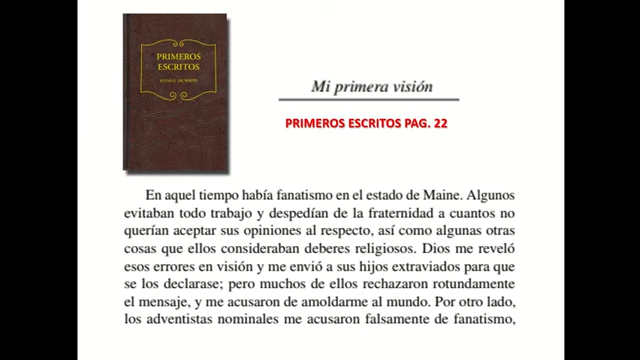 PRIMEROS
ESCRITOS
ELENA G. DE WHITE
Mi primera visión
PRIMEROS ESCRITOS PAG. 22
En aquel tiempo había fanatismo en el estado de Maine. Algunos
evitaban todo trabajo y despedían de la fraternidad a cuantos no
querían aceptar sus opiniones al respecto, así como algunas otras
cosas que ellos consideraban deberes religiosos. Dios me reveló
esos errores en visión y me envió a sus hijos extraviados para que
se los declarase; pero muchos de ellos rechazaron rotundamente
el mensaje, y me acusaron de amoldarme al mundo. Por otro lado,
los adventistas nominales me acusaron falsamente de fanatismo,